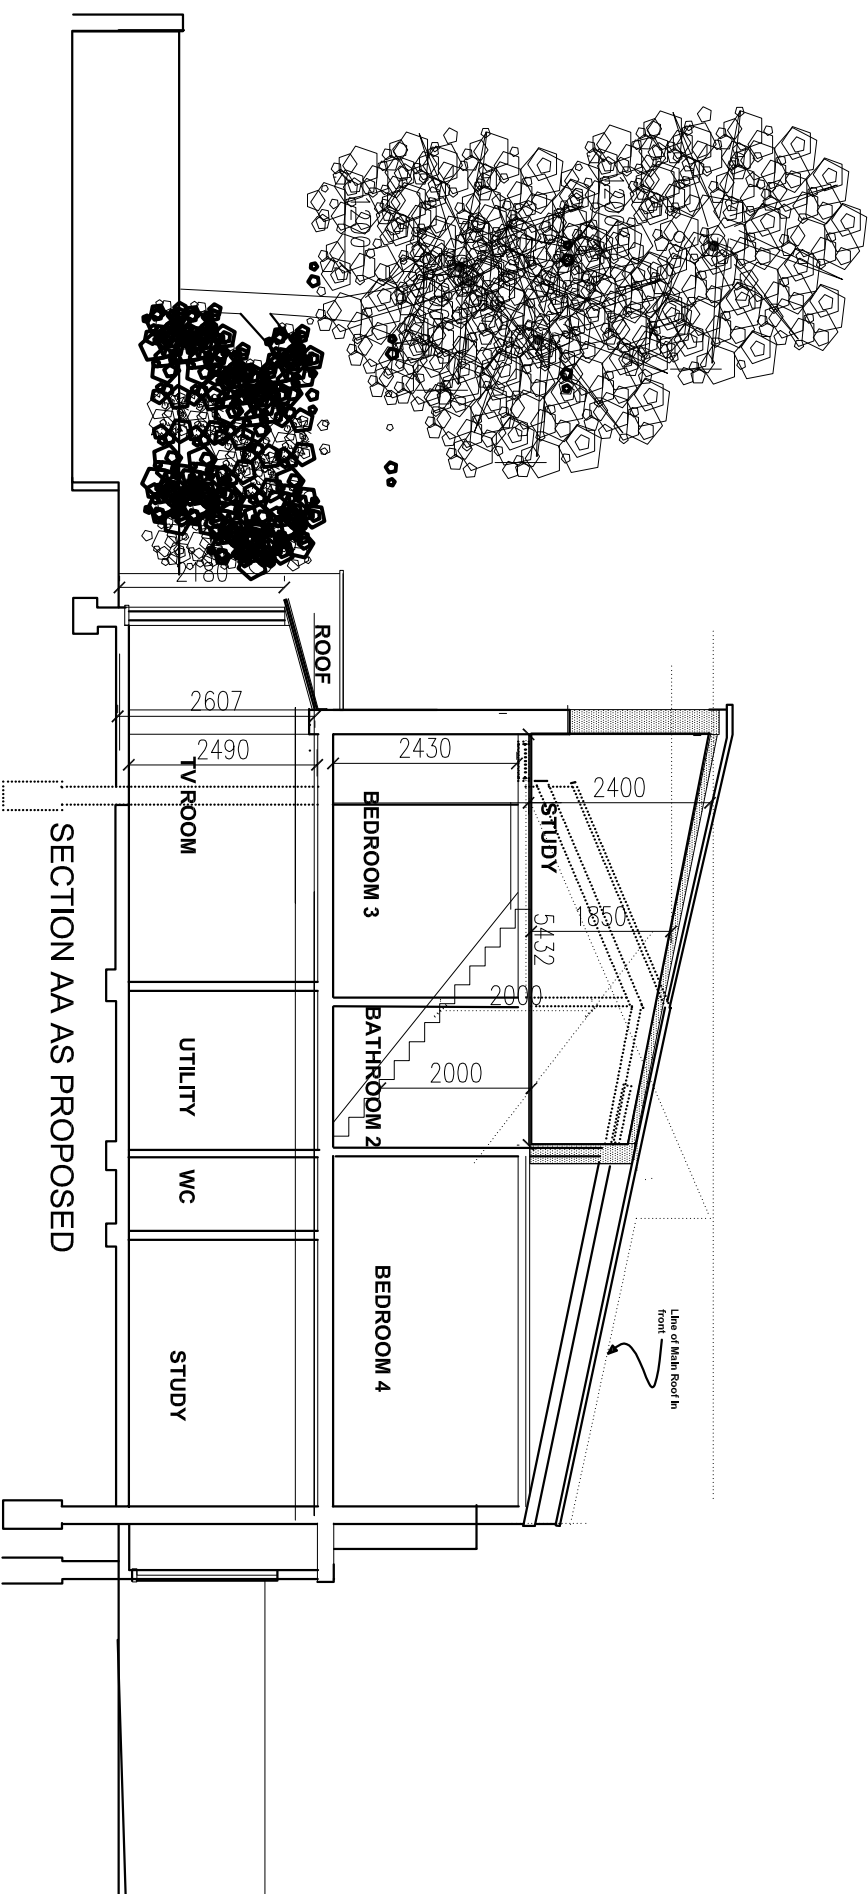 2180
ROOF
2607
2490
2430
2400
TV ROOM
BEDROOM 3
STUDY
1850
5432
2000
BATHROOM 2
2000
UTILITY
WC
BEDROOM 4
STUDY
Line of Main Roof in
front
SECTION AA AS PROPOSED